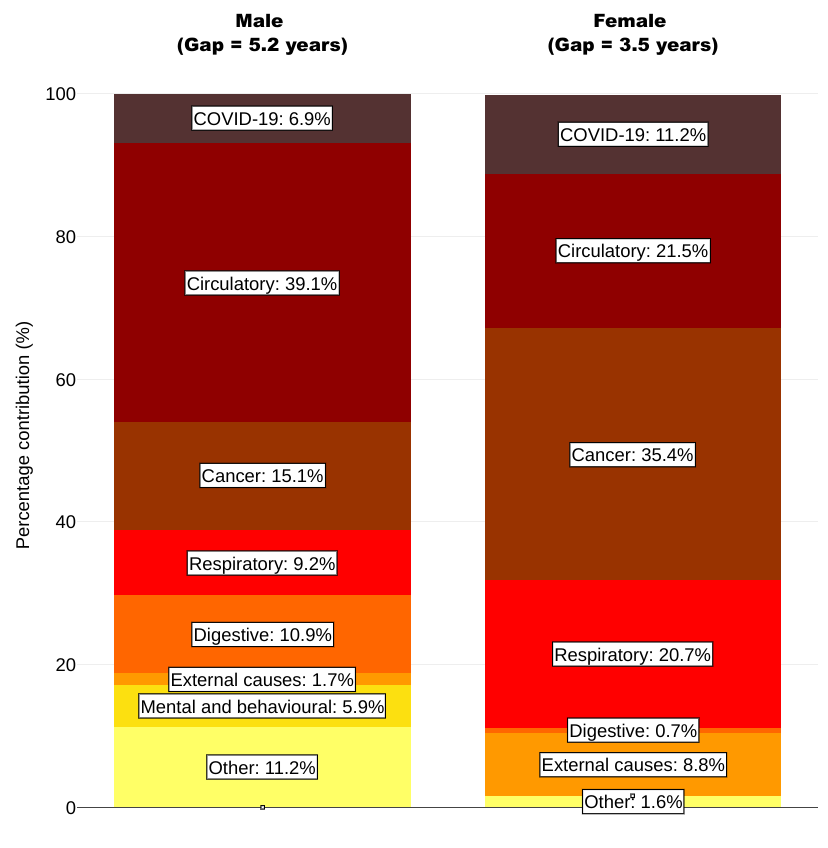 Male
(Gap = 5.2 years)
Female
(Gap = 3.5 years)
Percentage contribution (%)
100
80
60
40
20
0
COVID-19: 6.9%
Circulatory: 39.1%
Cancer: 15.1%
Respiratory: 9.2%
Digestive: 10.9%
External causes: 1.7%
Mental and behavioural: 5.9%
Other: 11.2%
COVID-19: 11.2%
Circulatory: 21.5%
Cancer: 35.4%
Respiratory: 20.7%
Digestive: 0.7%
External causes: 8.8%
Other: 1.6%